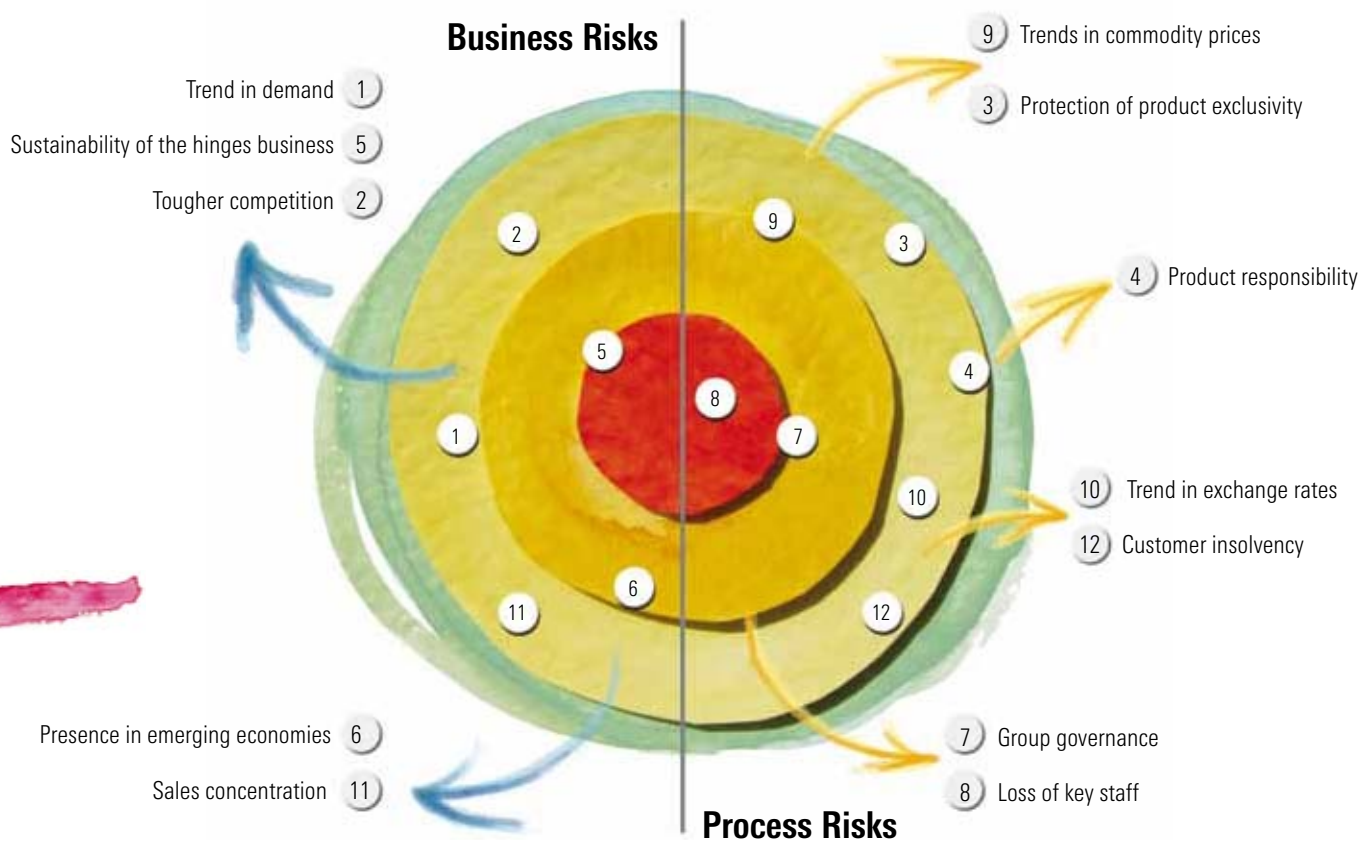 Business Risks
Trend in demand 1
Sustainability of the hinges business 5
Tougher competition 2
9 Trends in commodity prices
3 Protection of product exclusivity
4 Product responsibility
10 Trend in exchange rates
12 Customer insolvency
2
9
3
5
8
4
1
7
10
6
11
12
Presence in emerging economies 6
Sales concentration 11
7 Group governance
8 Loss of key staff
Process Risks